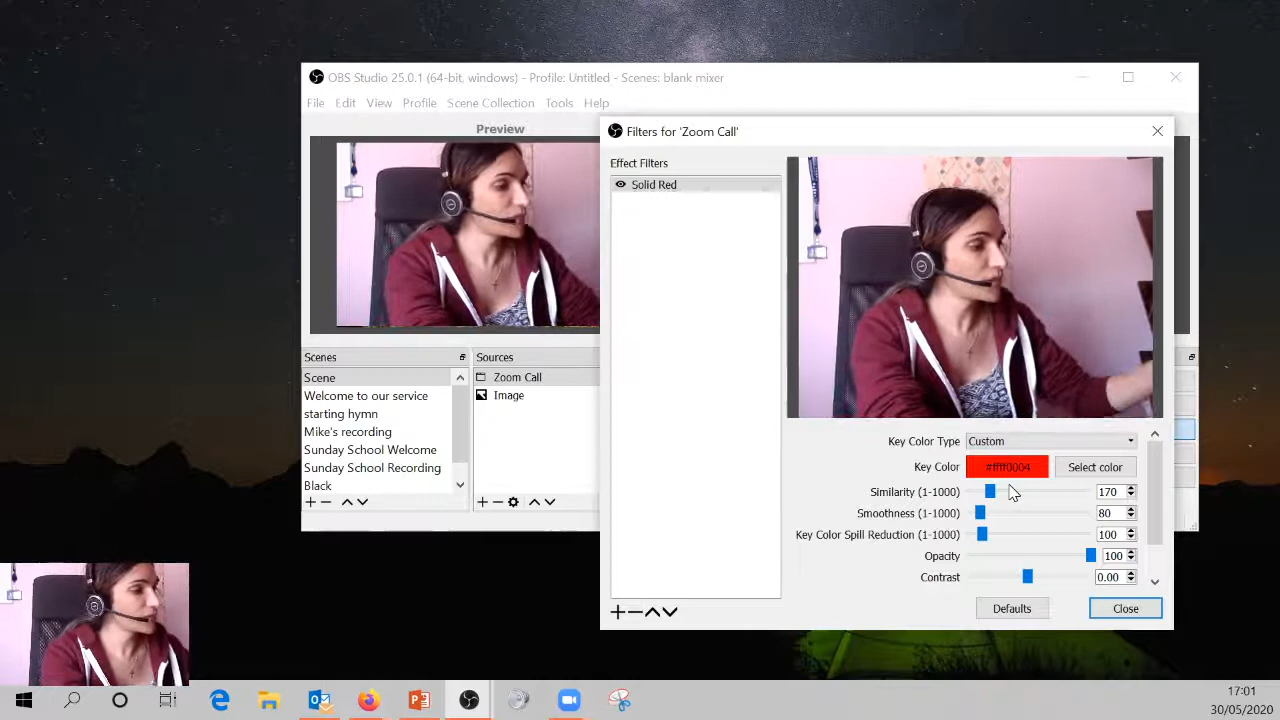 OBS Studio 25.0.1 (64-bit, windows) - Profile: Untitled - Scenes: blank mixer
File Edit View Profile Scene Collection Tools Help
Preview
Filters for 'Zoom Call'
Effect Filters
Solid Red
Scenes
Sources
Scene
Welcome to our service
starting hymn
Mike's recording
Sunday School Welcome
Sunday School Recording
Black
Zoom Call
Image
Key Color Type Custom
Key Color #ffff0004 Select color
Similarity (1-1000) 170
Smoothness (1-1000) 80
Key Color Spill Reduction (1-1000) 100
Opacity 100
Contrast 0.00
Defaults Close
17:01
30/05/2020